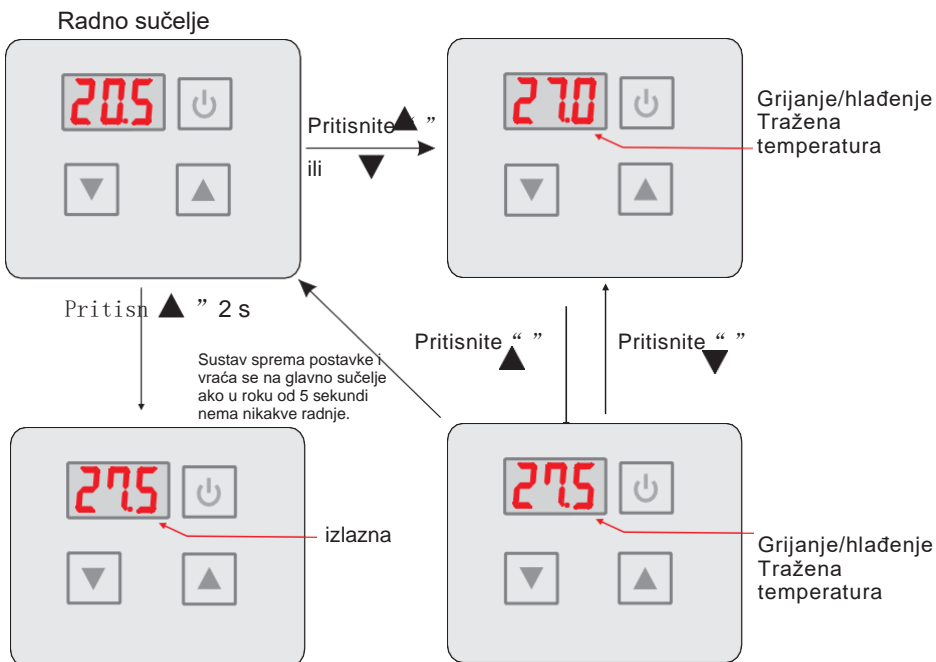 Radno sučelje
20.5
Pritisnite “▲ ”
ili ▼
27.0
Grijanje/hlađenje
Tražena
temperatura
Pritisn ▲ ” 2 s
Sustav sprema postavke i
vraća se na glavno sučelje
ako u roku od 5 sekundi
nema nikakve radnje.
Pritisnite “ ”
▲
Pritisnite “ ”
▼
27.5
izlazna
27.5
Grijanje/hlađenje
Tražena
temperatura